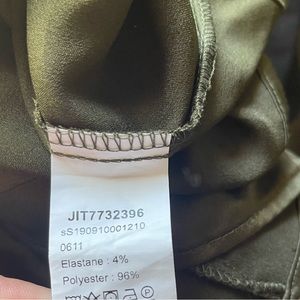 JIT7732396
sS190910001210
0611
Elastane : 4%
Polyester : 96%